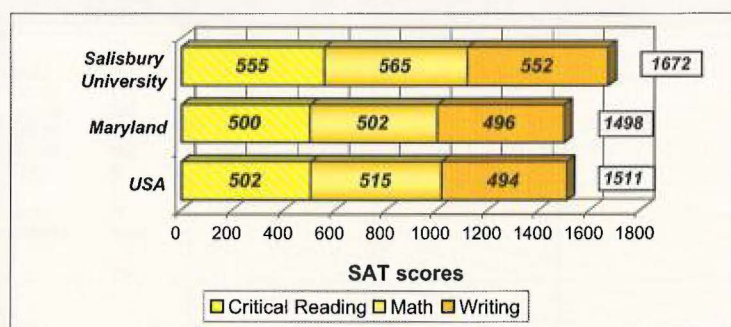 Salisbury
University
555 565 552 1672
Maryland
500 502 496 1498
USA
502 515 494 1511
0 200 400 600 800 1000 1200 1400 1600 1800
SAT scores
Critical Reading Math Writing